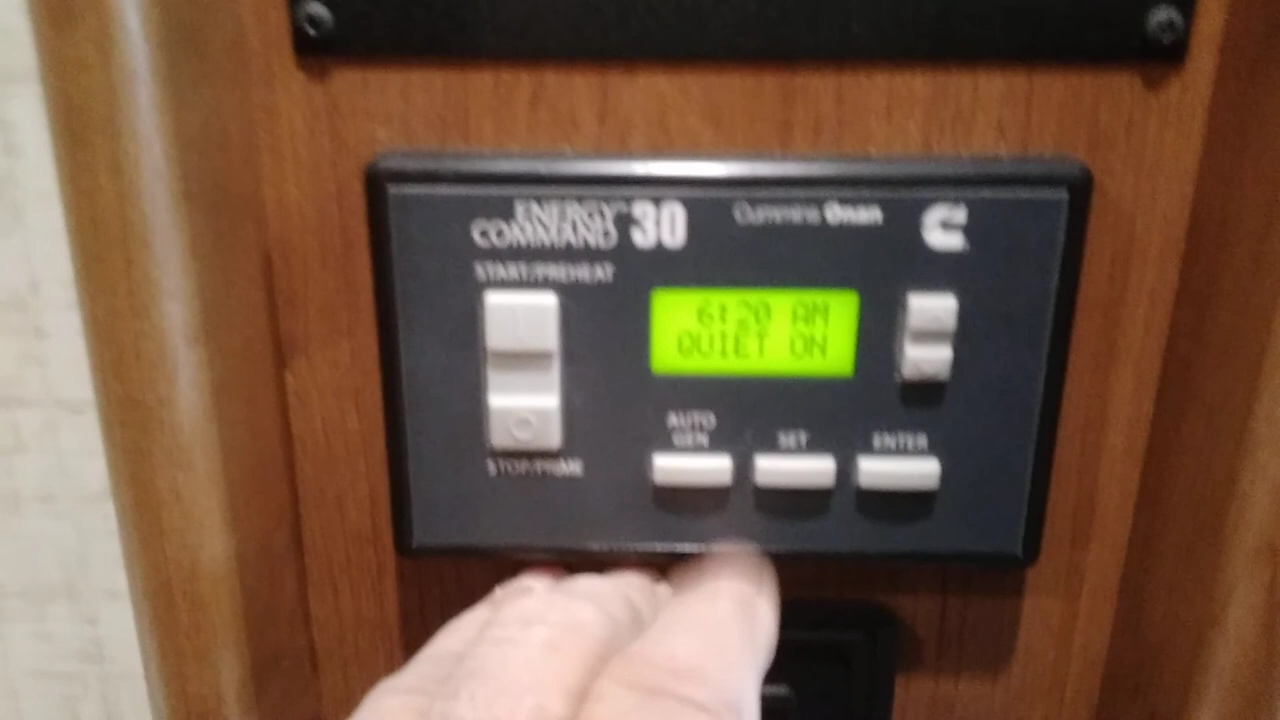 ENERGY
COMMAND 30
Cummins Onan
START/PREHEAT
6:20 AM
QUIET ON
AUTO
GEN
SET
ENTER
STOP/PRIME